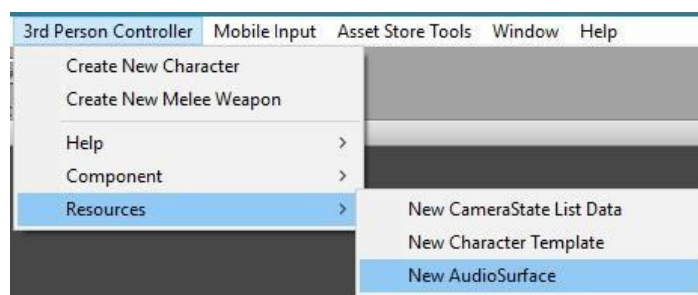 3rd Person Controller Mobile Input Asset Store Tools Window Help
Create New Character
Create New Melee Weapon
Help >
Component >
Resources >
New CameraState List Data
New Character Template
New AudioSurface